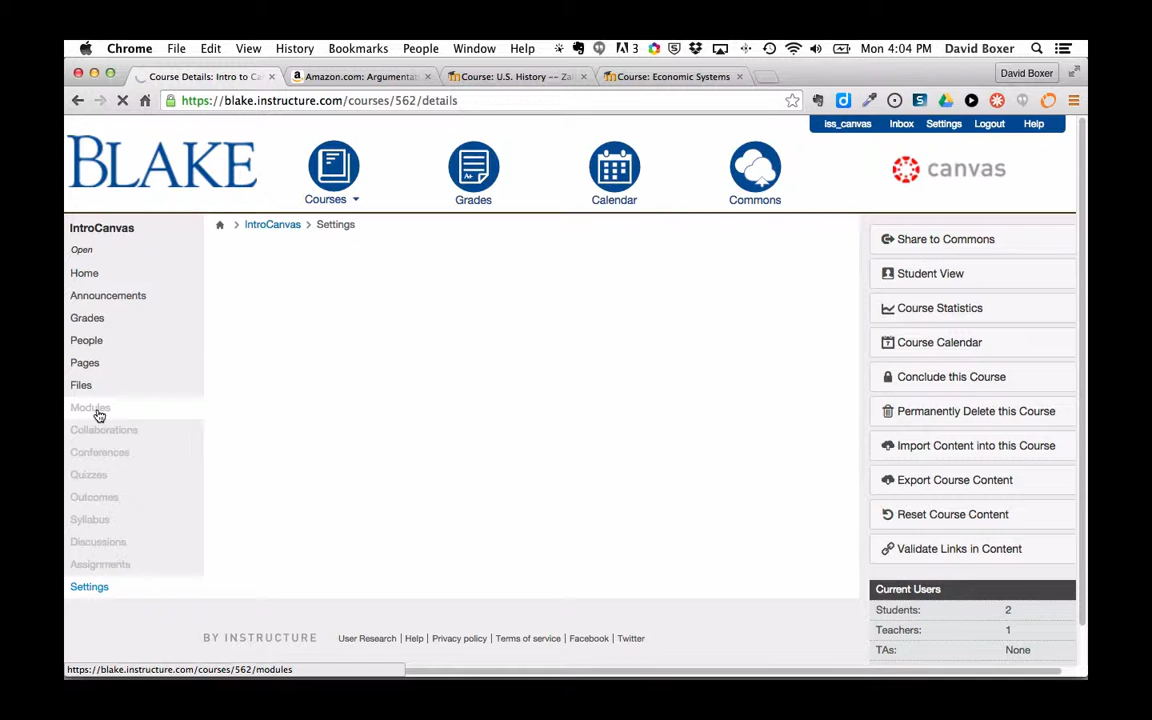 Chrome File Edit View History Bookmarks People Window Help 3 Mon 4:04 PM David Boxer
Course Details: Intro to Ca × Amazon.com: Argumenta × Course: U.S. History -- Za × Course: Economic Systems × David Boxer
https://blake.instructure.com/courses/562/details
iss_canvas Inbox Settings Logout Help
BLAKE
canvas
Courses Grades Calendar Commons
IntroCanvas
IntroCanvas > Settings
Open
Home
Announcements
Grades
People
Pages
Files
Modules
Collaborations
Conferences
Quizzes
Outcomes
Syllabus
Discussions
Assignments
Settings
Share to Commons
Student View
Course Statistics
Course Calendar
Conclude this Course
Permanently Delete this Course
Import Content into this Course
Export Course Content
Reset Course Content
Validate Links in Content
Current Users
Students: 2
Teachers: 1
TAs: None
BY INSTRUCTURE User Research | Help | Privacy policy | Terms of service | Facebook | Twitter
https://blake.instructure.com/courses/562/modules